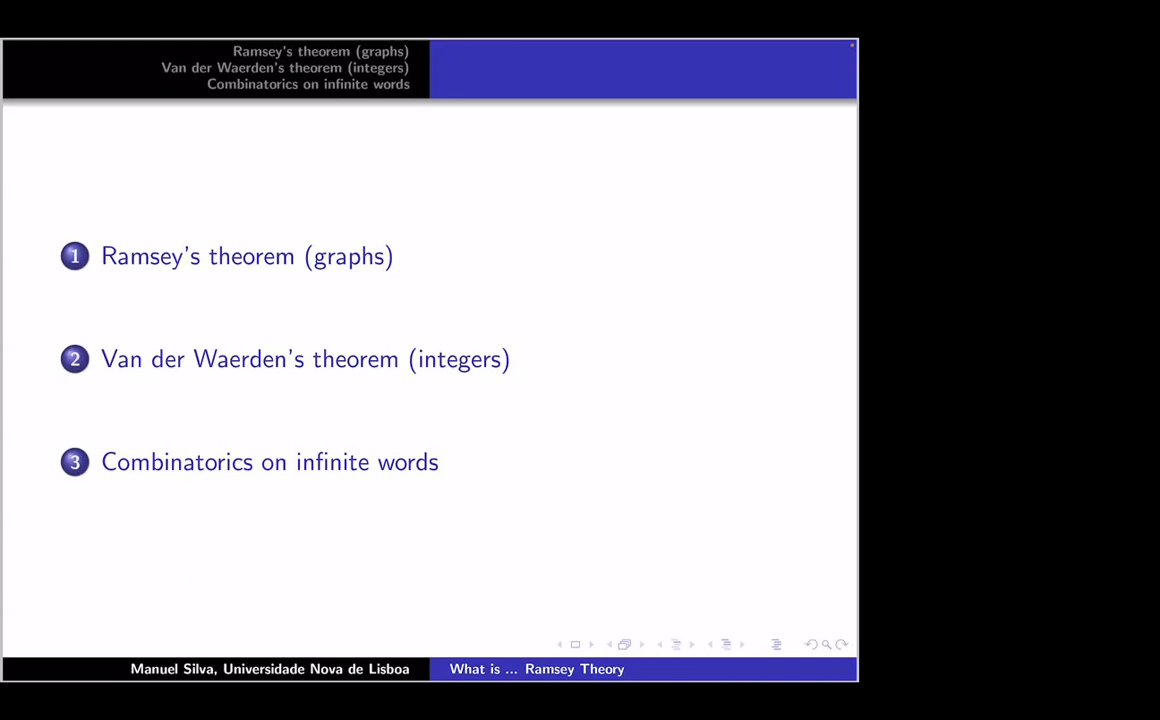 Ramsey's theorem (graphs)
Van der Waerden's theorem (integers)
Combinatorics on infinite words
1 Ramsey's theorem (graphs)
2 Van der Waerden's theorem (integers)
3 Combinatorics on infinite words
Manuel Silva, Universidade Nova de Lisboa
What is ... Ramsey Theory